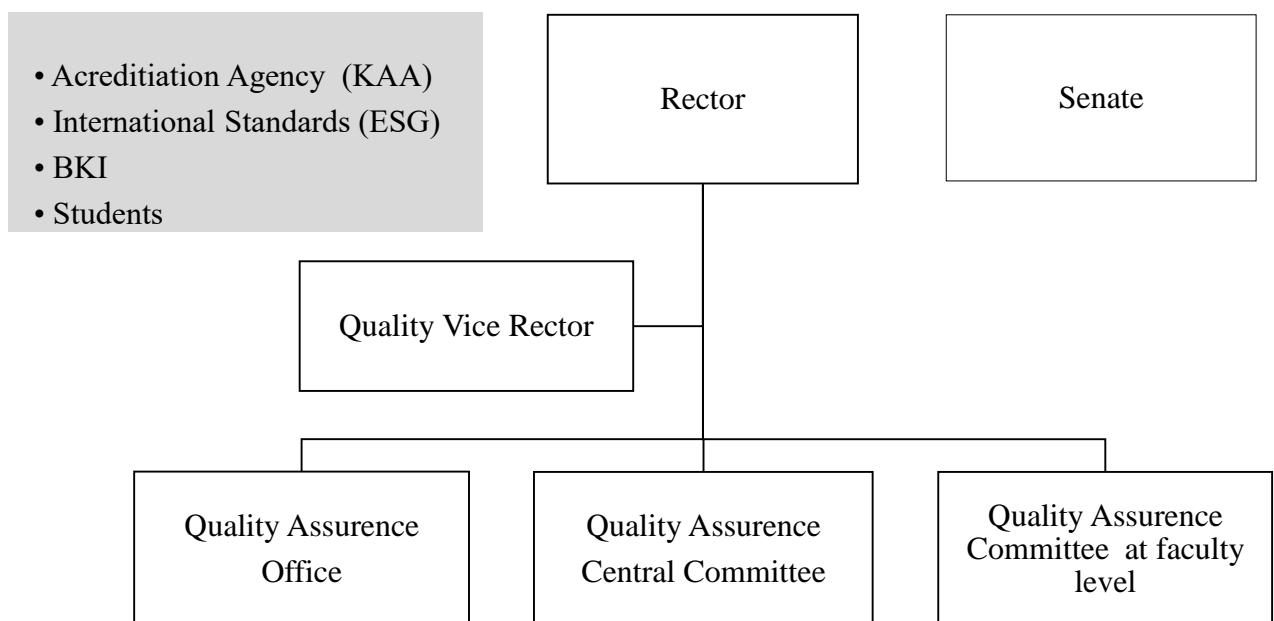 • Acreditiation Agency (KAA)
• International Standards (ESG)
• BKI
• Students
Rector
Senate
Quality Vice Rector
Quality Assurence
Office
Quality Assurence
Central Committee
Quality Assurence
Committee at faculty
level